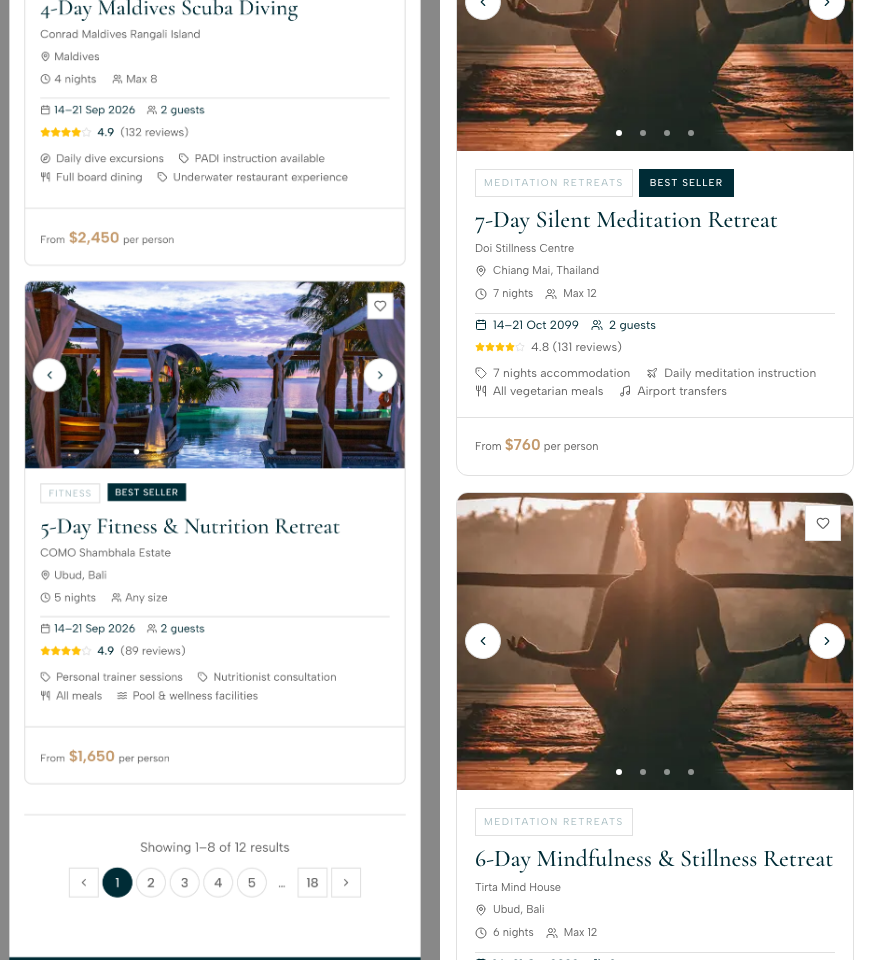 4-Day Maldives Scuba Diving
Conrad Maldives Rangali Island
Maldives
4 nights Max 8
14–21 Sep 2026 2 guests
4.9 (132 reviews)
Daily dive excursions PADI instruction available
Full board dining Underwater restaurant experience
From $2,450 per person
FITNESS BEST SELLER
5-Day Fitness & Nutrition Retreat
COMO Shambhala Estate
Ubud, Bali
5 nights Any size
14–21 Sep 2026 2 guests
4.9 (89 reviews)
Personal trainer sessions Nutritionist consultation
All meals Pool & wellness facilities
From $1,650 per person
Showing 1–8 of 12 results
1 2 3 4 5 ... 18
MEDITATION RETREATS BEST SELLER
7-Day Silent Meditation Retreat
Doi Stillness Centre
Chiang Mai, Thailand
7 nights Max 12
14–21 Oct 2099 2 guests
4.8 (131 reviews)
7 nights accommodation Daily meditation instruction
All vegetarian meals Airport transfers
From $760 per person
MEDITATION RETREATS
6-Day Mindfulness & Stillness Retreat
Tirta Mind House
Ubud, Bali
6 nights Max 12